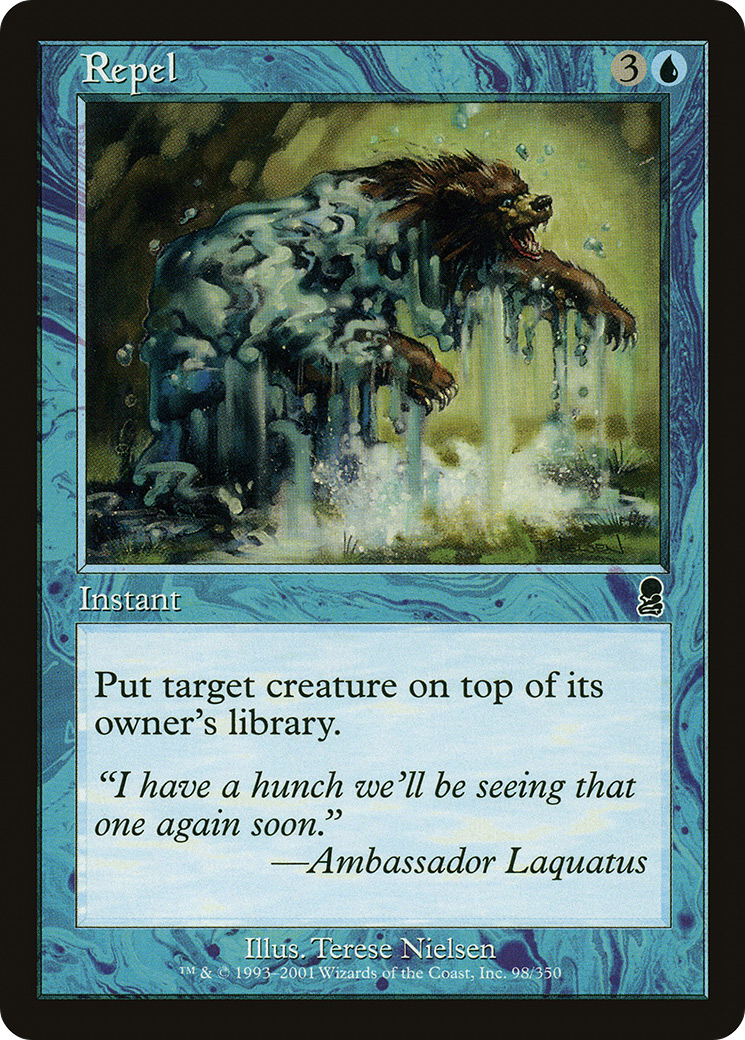 Repel 3
Instant
Put target creature on top of its
owner's library.
“I have a hunch we'll be seeing that
one again soon.”
—Ambassador Laquatus
Illus. Terese Nielsen
™ & © 1993–2001 Wizards of the Coast, Inc. 98/350